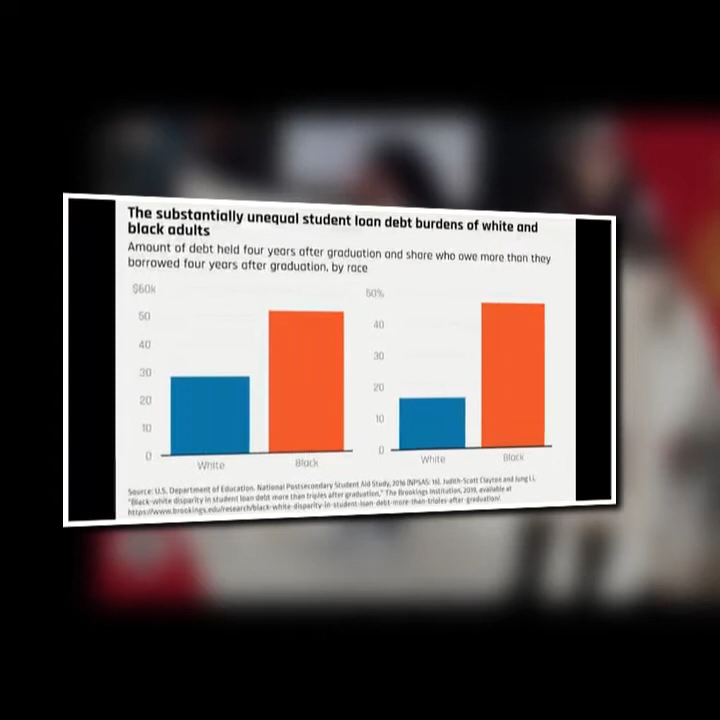 The substantially unequal student loan debt burdens of white and
black adults
Amount of debt held four years after graduation and share who owe more than they
borrowed four years after graduation, by race
$60k
50
40
30
20
10
0
White
Black
50%
40
30
20
10
0
White
Black
Source: U.S. Department of Education, National Postsecondary Student Aid Study, 2016 (NPSAS: 16), Judith-Scott Clayton and Jung Li,
"Black-white disparity in student loan debt more than triples after graduation," The Brookings Institution, 2019, available at
https://www.brookings.edu/research/black-white-disparity-in-student-loan-debt-more-than-triples-after-graduation/.